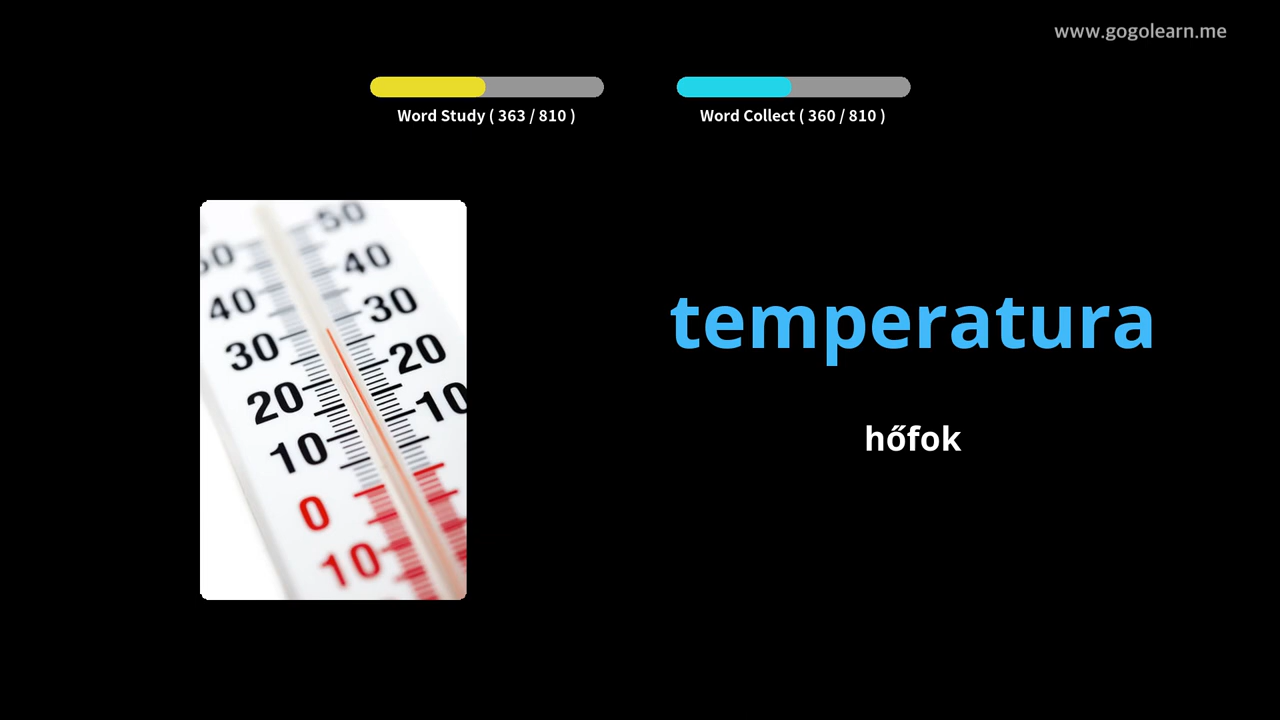 www.gogolearn.me
Word Study ( 363 / 810 )
Word Collect ( 360 / 810 )
50
50
40
40
30
30
20
20
10
10
0
10
temperatura
hőfok